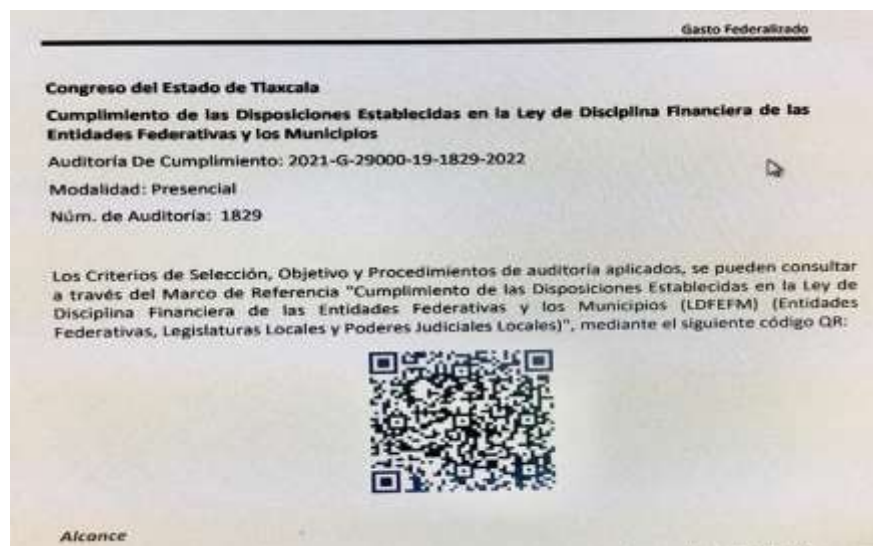 Gasto Federalizado
Congreso del Estado de Tlaxcala
Cumplimiento de las Disposiciones Establecidas en la Ley de Disciplina Financiera de las
Entidades Federativas y los Municipios
Auditoría De Cumplimiento: 2021-G-29000-19-1829-2022
Modalidad: Presencial
Núm. de Auditoría: 1829
Los Criterios de Selección, Objetivo y Procedimientos de auditoría aplicados, se pueden consultar
a través del Marco de Referencia "Cumplimiento de las Disposiciones Establecidas en la Ley de
Disciplina Financiera de las Entidades Federativas y los Municipios (LDFEFM) (Entidades
Federativas, Legislaturas Locales y Poderes Judiciales Locales)", mediante el siguiente código QR:
Alcance